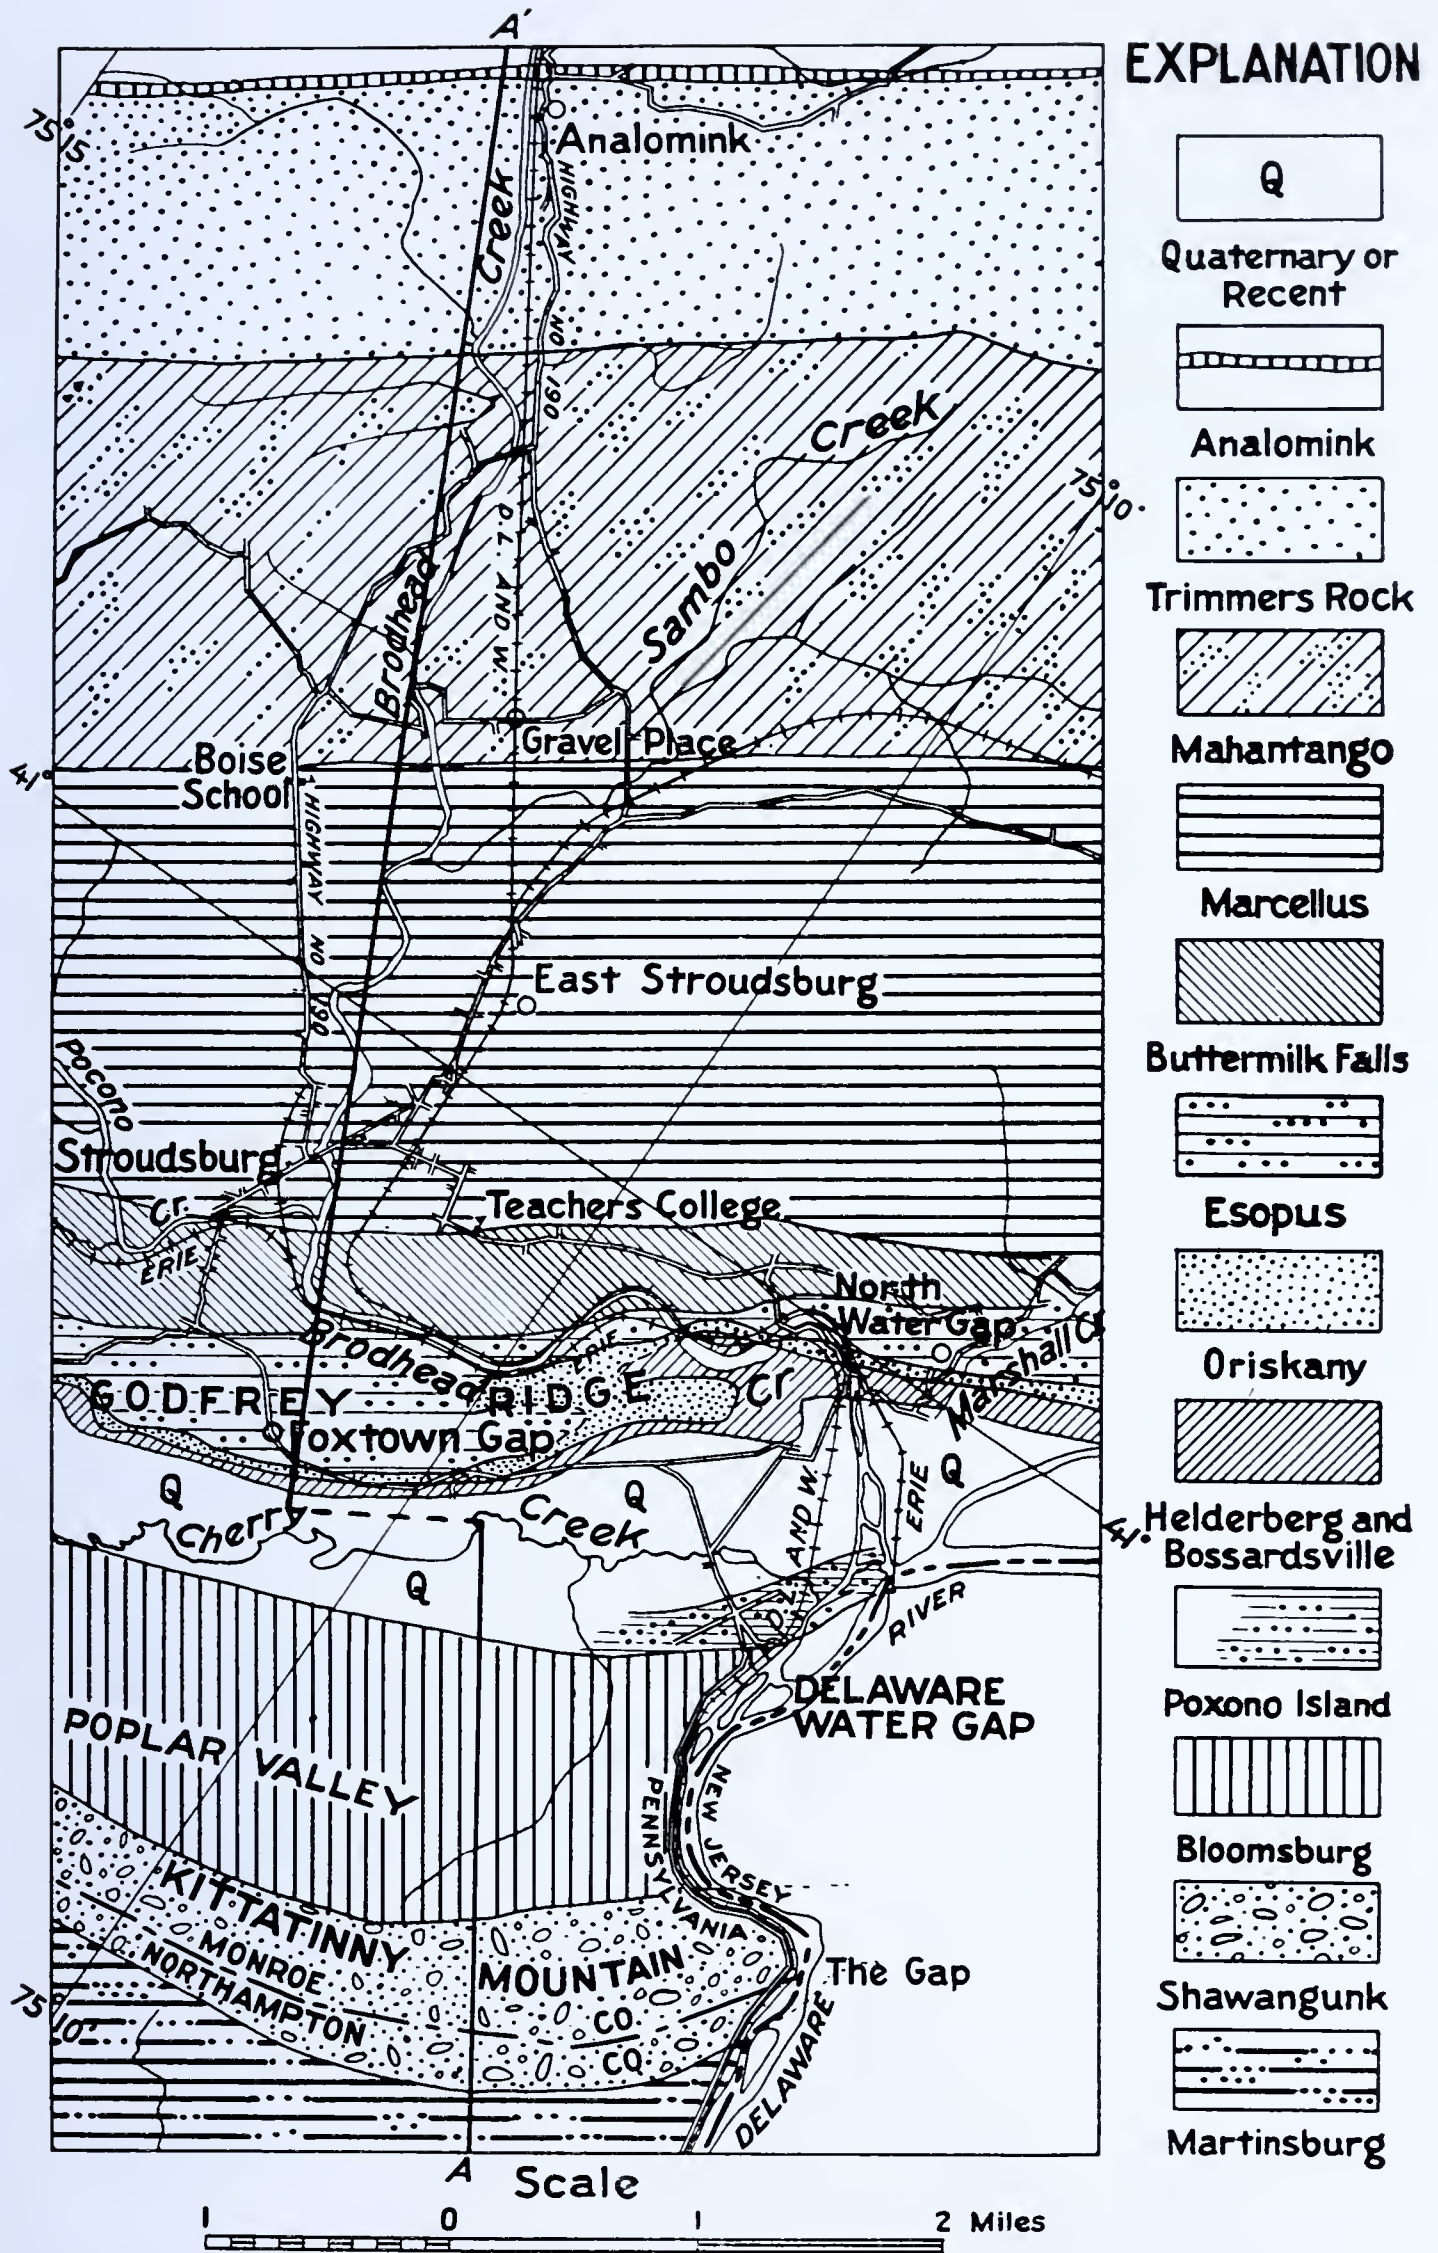 A'
EXPLANATION
75°15'
Analomink
Creek
HIGHWAY
NO
190
Creek
75°10'
D. L. AND W.
Brodhead
Sambo
Gravel Place
Boise
School
41°
HIGHWAY NO 190
East Stroudsburg
Pocono
Stroudsburg
Cr.
ERIE
Teachers College
North
Water Gap
Brodhead
ERIE
Cr
Marshall Cr
GODFREY RIDGE
Foxtown Gap
Q
Q
Q
Cherry
Creek
D. L. AND W.
ERIE
41°
Q
RIVER
DELAWARE
WATER GAP
POPLAR VALLEY
PENNSYLVANIA
NEW JERSEY
KITTATINNY
MOUNTAIN
MONROE
CO
NORTHAMPTON
CO
The Gap
75°10'
DELAWARE
A
Scale
1 0 1 2 Miles
Q
Quaternary or
Recent
Analomink
Trimmers Rock
Mahantango
Marcellus
Buttermilk Falls
Esopus
Oriskany
Helderberg and
Bossardsville
Poxono Island
Bloomsburg
Shawangunk
Martinsburg